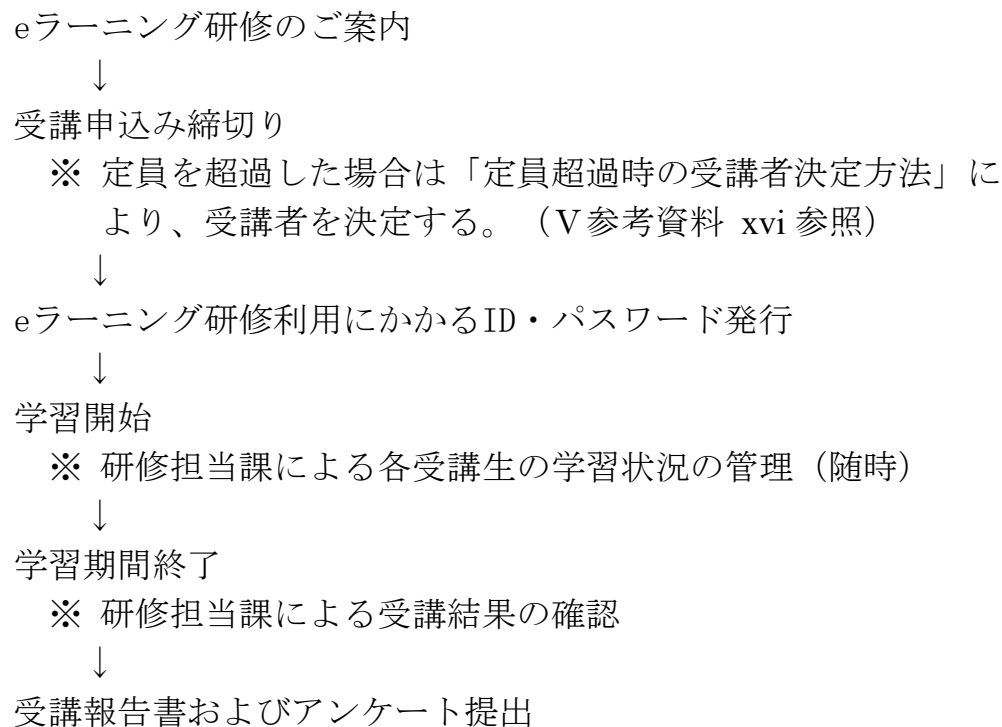 eラーニング研修のご案内
↓
受講申込み締切り
※ 定員を超過した場合は「定員超過時の受講者決定方法」に
より、受講者を決定する。（Ⅴ参考資料 xvi 参照）
↓
eラーニング研修利用にかかるID・パスワード発行
↓
学習開始
※ 研修担当課による各受講生の学習状況の管理（随時）
↓
学習期間終了
※ 研修担当課による受講結果の確認
↓
受講報告書およびアンケート提出